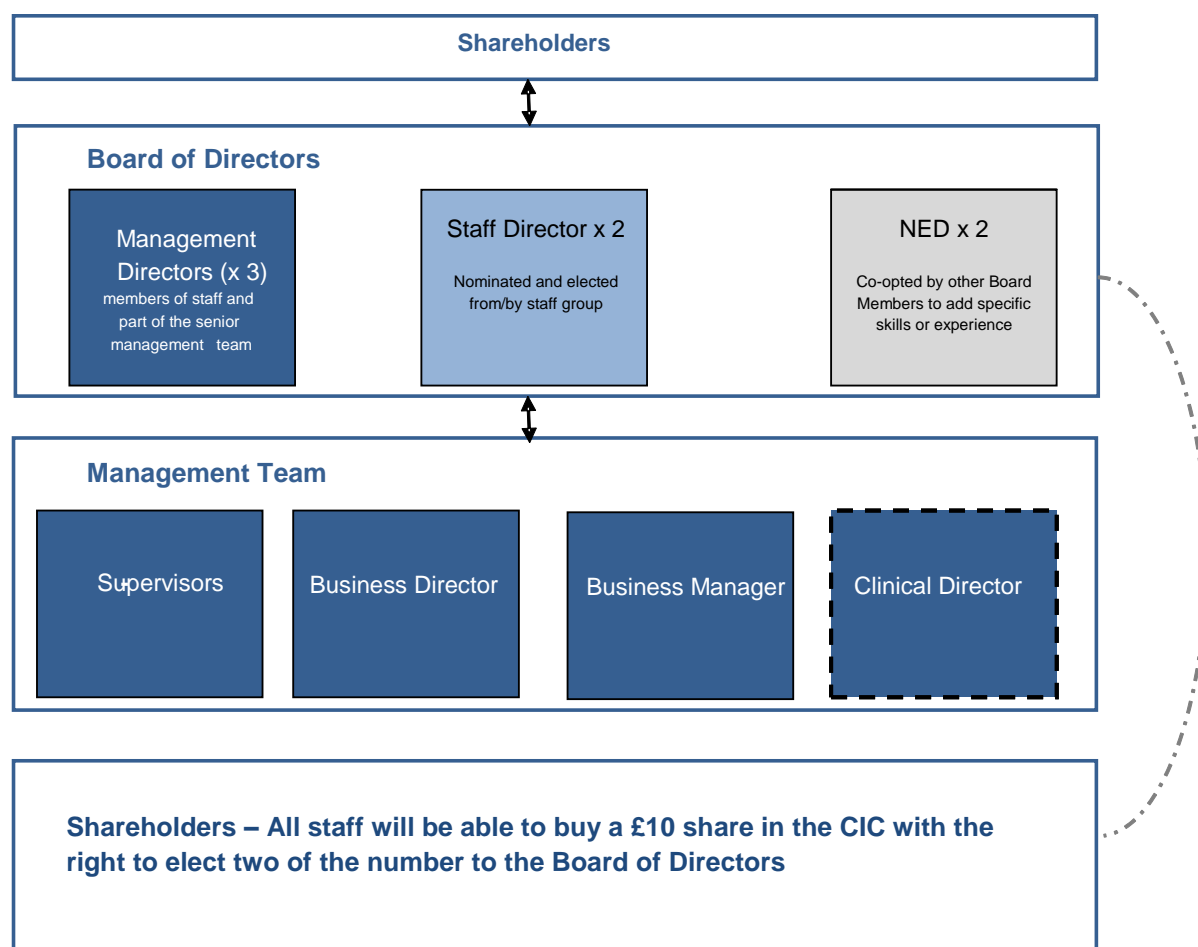 Shareholders
Board of Directors
Management
Directors (x 3)
members of staff and
part of the senior
management team
Staff Director x 2
Nominated and elected
from/by staff group
NED x 2
Co-opted by other Board
Members to add specific
skills or experience
Management Team
Supervisors
Business Director
Business Manager
Clinical Director
Shareholders – All staff will be able to buy a £10 share in the CIC with the
right to elect two of the number to the Board of Directors